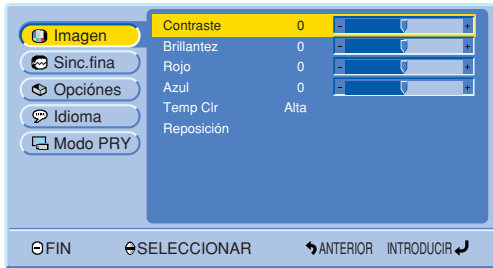 Imagen
Sinc.fina
Opciónes
Idioma
Modo PRY
Contraste 0 - +
Brillantez 0 - +
Rojo 0 - +
Azul 0 - +
Temp Clr Alta
Reposición
FIN SELECCIONAR ANTERIOR INTRODUCIR